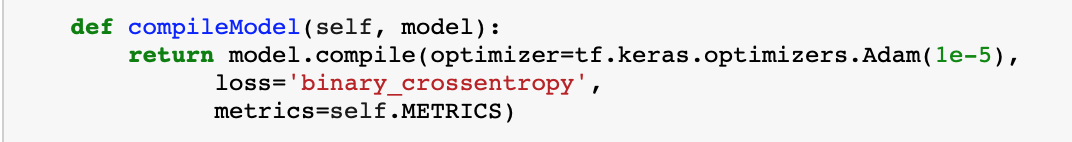 def compileModel(self, model):
return model.compile(optimizer=tf.keras.optimizers.Adam(1e-5),
loss='binary_crossentropy',
metrics=self.METRICS)